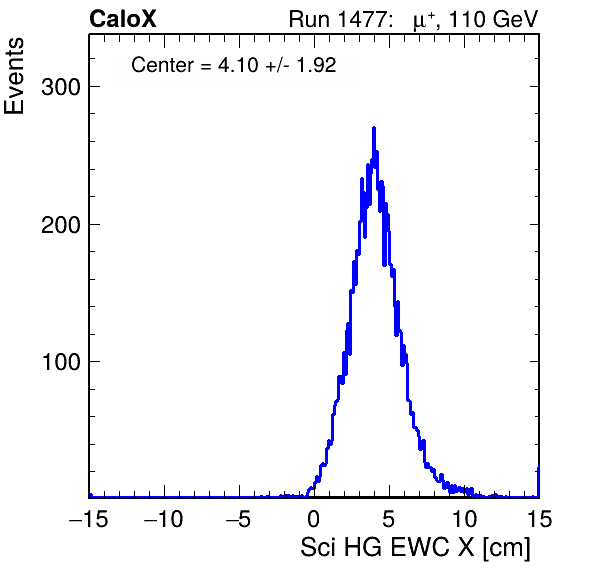 CaloX Run 1477: μ⁺, 110 GeV
Center = 4.10 +/- 1.92
Events
300
200
100
−15 −10 −5 0 5 10 15
Sci HG EWC X [cm]